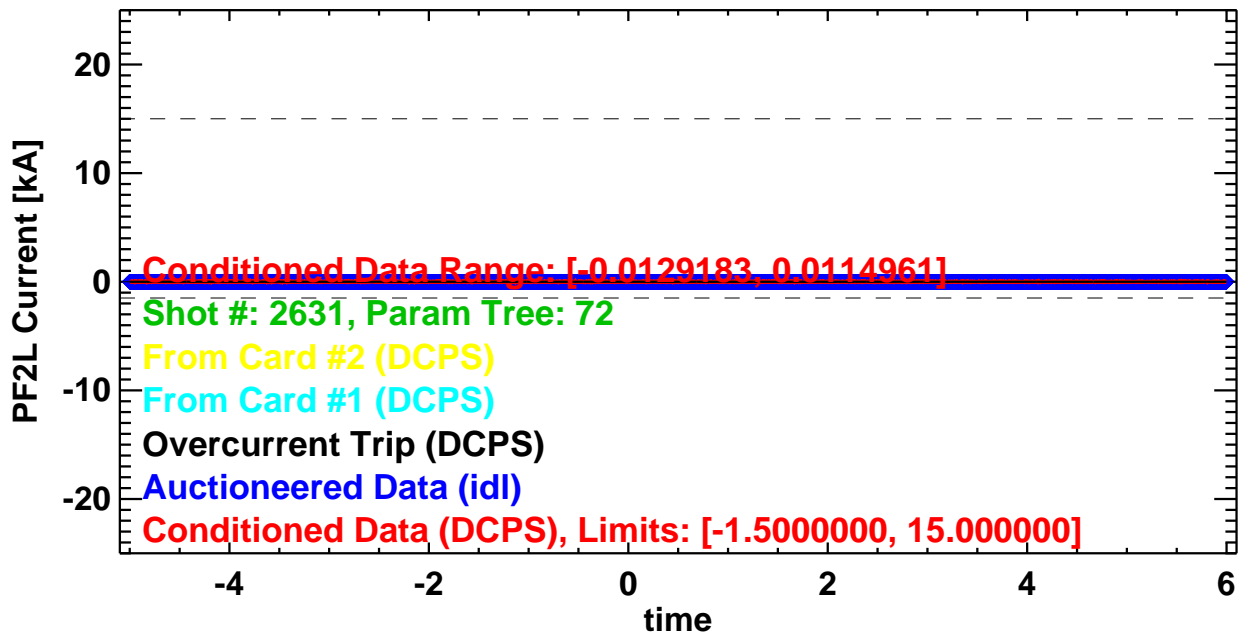 20
10
0
-10
-20
PF2L Current [kA]
Conditioned Data Range: [-0.0129183, 0.0114961]
Shot #: 2631, Param Tree: 72
From Card #2 (DCPS)
From Card #1 (DCPS)
Overcurrent Trip (DCPS)
Auctioneered Data (idl)
Conditioned Data (DCPS), Limits: [-1.5000000, 15.000000]
-4 -2 0 2 4 6
time